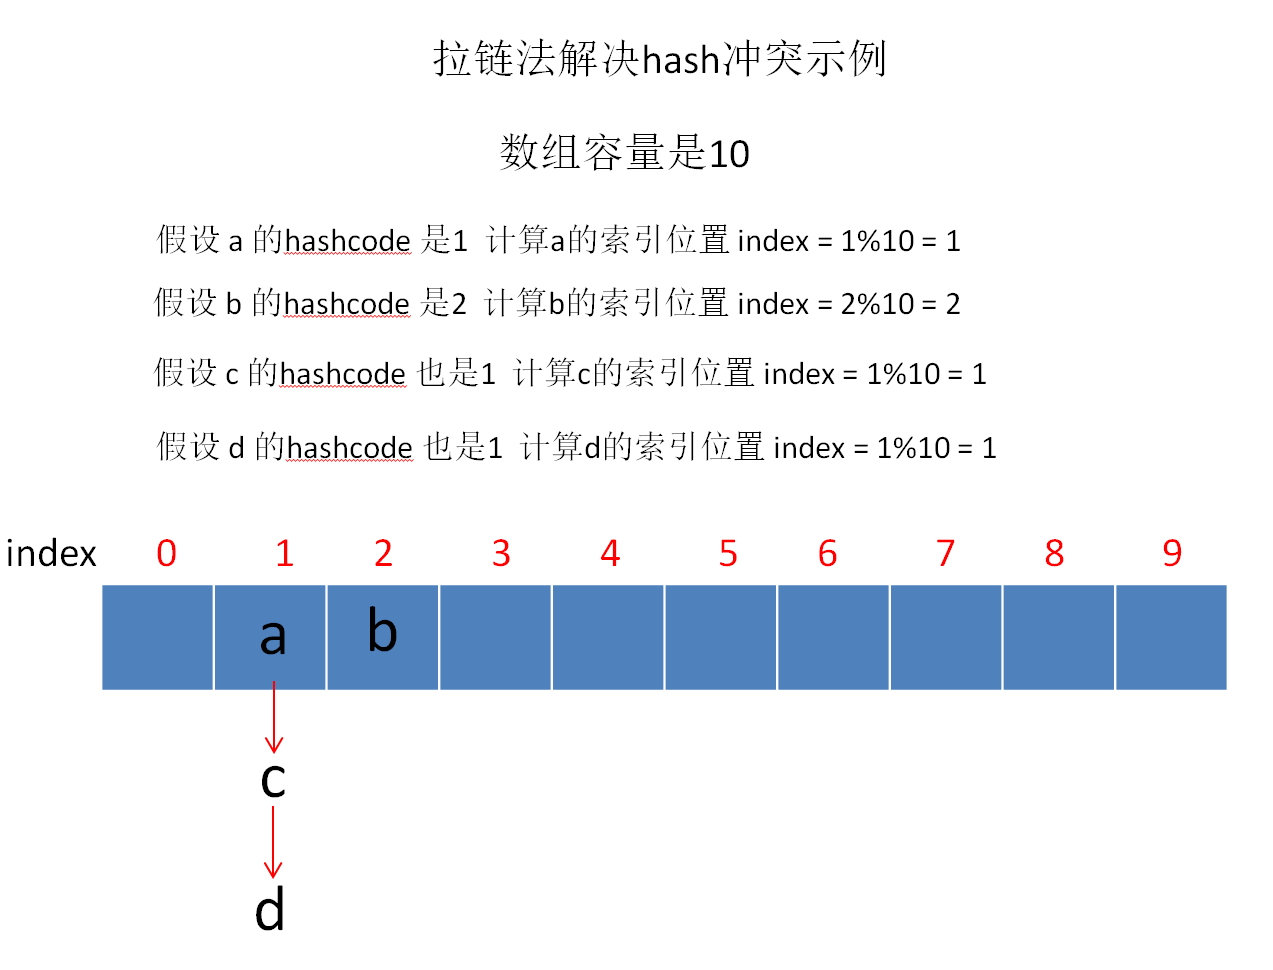 拉链法解决hash冲突示例
数组容量是10
假设 a 的hashcode 是1  计算a的索引位置 index = 1%10 = 1
假设 b 的hashcode 是2  计算b的索引位置 index = 2%10 = 2
假设 c 的hashcode 也是1  计算c的索引位置 index = 1%10 = 1
假设 d 的hashcode 也是1  计算d的索引位置 index = 1%10 = 1
index 0 1 2 3 4 5 6 7 8 9
a b
c
d